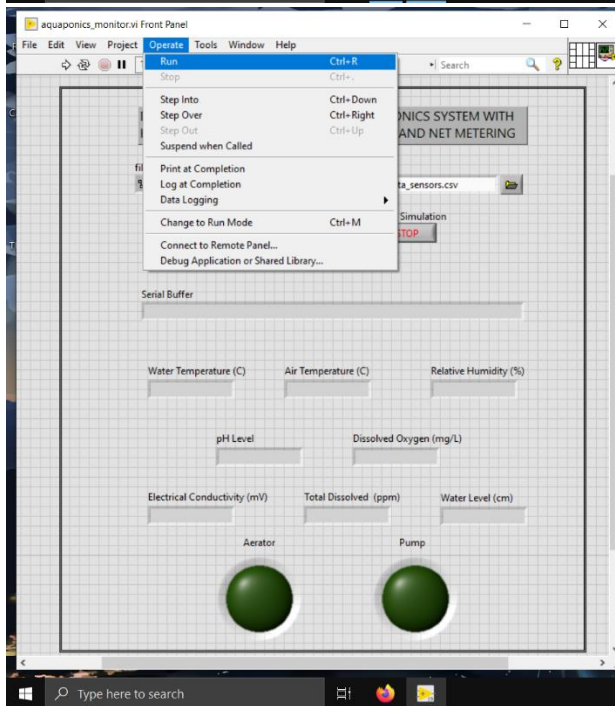 aquaponics_monitor.vi Front Panel
File Edit View Project Operate Tools Window Help
Run Ctrl+R
Search
Stop Ctrl+.
Step Into Ctrl+Down
Step Over Ctrl+Right
ONICS SYSTEM WITH
Step Out Ctrl+Up
AND NET METERING
Suspend when Called
Print at Completion
Log at Completion
ta_sensors.csv
Data Logging
Simulation
Change to Run Mode Ctrl+M
STOP
Connect to Remote Panel...
Debug Application or Shared Library...
Serial Buffer
Water Temperature (C) Air Temperature (C) Relative Humidity (%)
pH Level Dissolved Oxygen (mg/L)
Electrical Conductivity (mV) Total Dissolved (ppm) Water Level (cm)
Aerator Pump
Type here to search